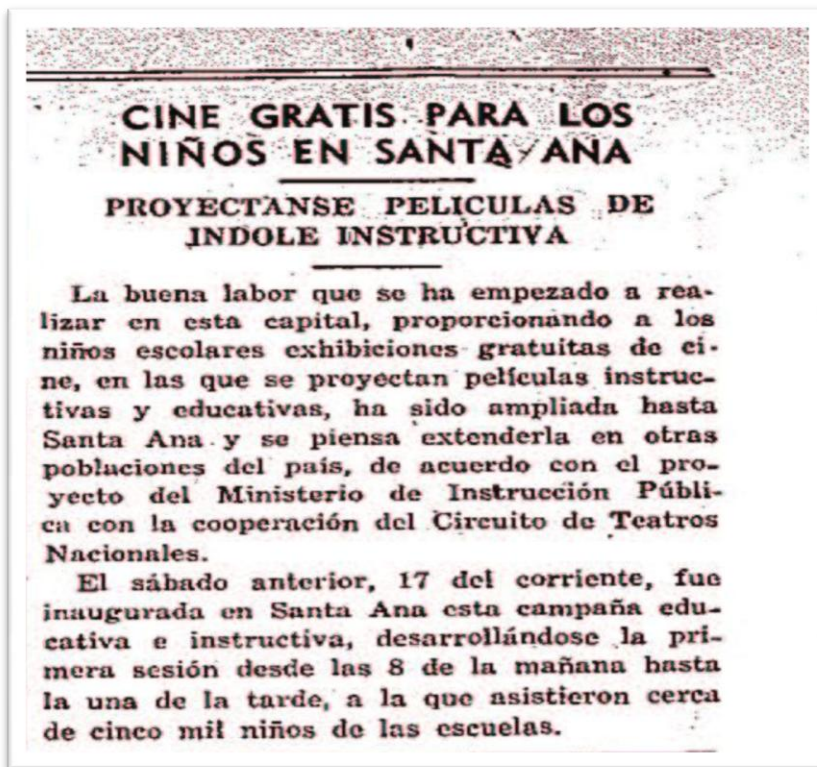 CINE GRATIS PARA LOS
NIÑOS EN SANTA ANA
PROYECTANSE PELICULAS DE
INDOLE INSTRUCTIVA
La buena labor que se ha empezado a rea-
lizar en esta capital, proporcionando a los
niños escolares exhibiciones gratuitas de ci-
ne, en las que se proyectan películas instruc-
tivas y educativas, ha sido ampliada hasta
Santa Ana y se piensa extenderla en otras
poblaciones del país, de acuerdo con el pro-
yecto del Ministerio de Instrucción Públi-
ca con la cooperación del Circuito de Teatros
Nacionales.
El sábado anterior, 17 del corriente, fue
inaugurada en Santa Ana esta campaña edu-
cativa e instructiva, desarrollándose la pri-
mera sesión desde las 8 de la mañana hasta
la una de la tarde, a la que asistieron cerca
de cinco mil niños de las escuelas.